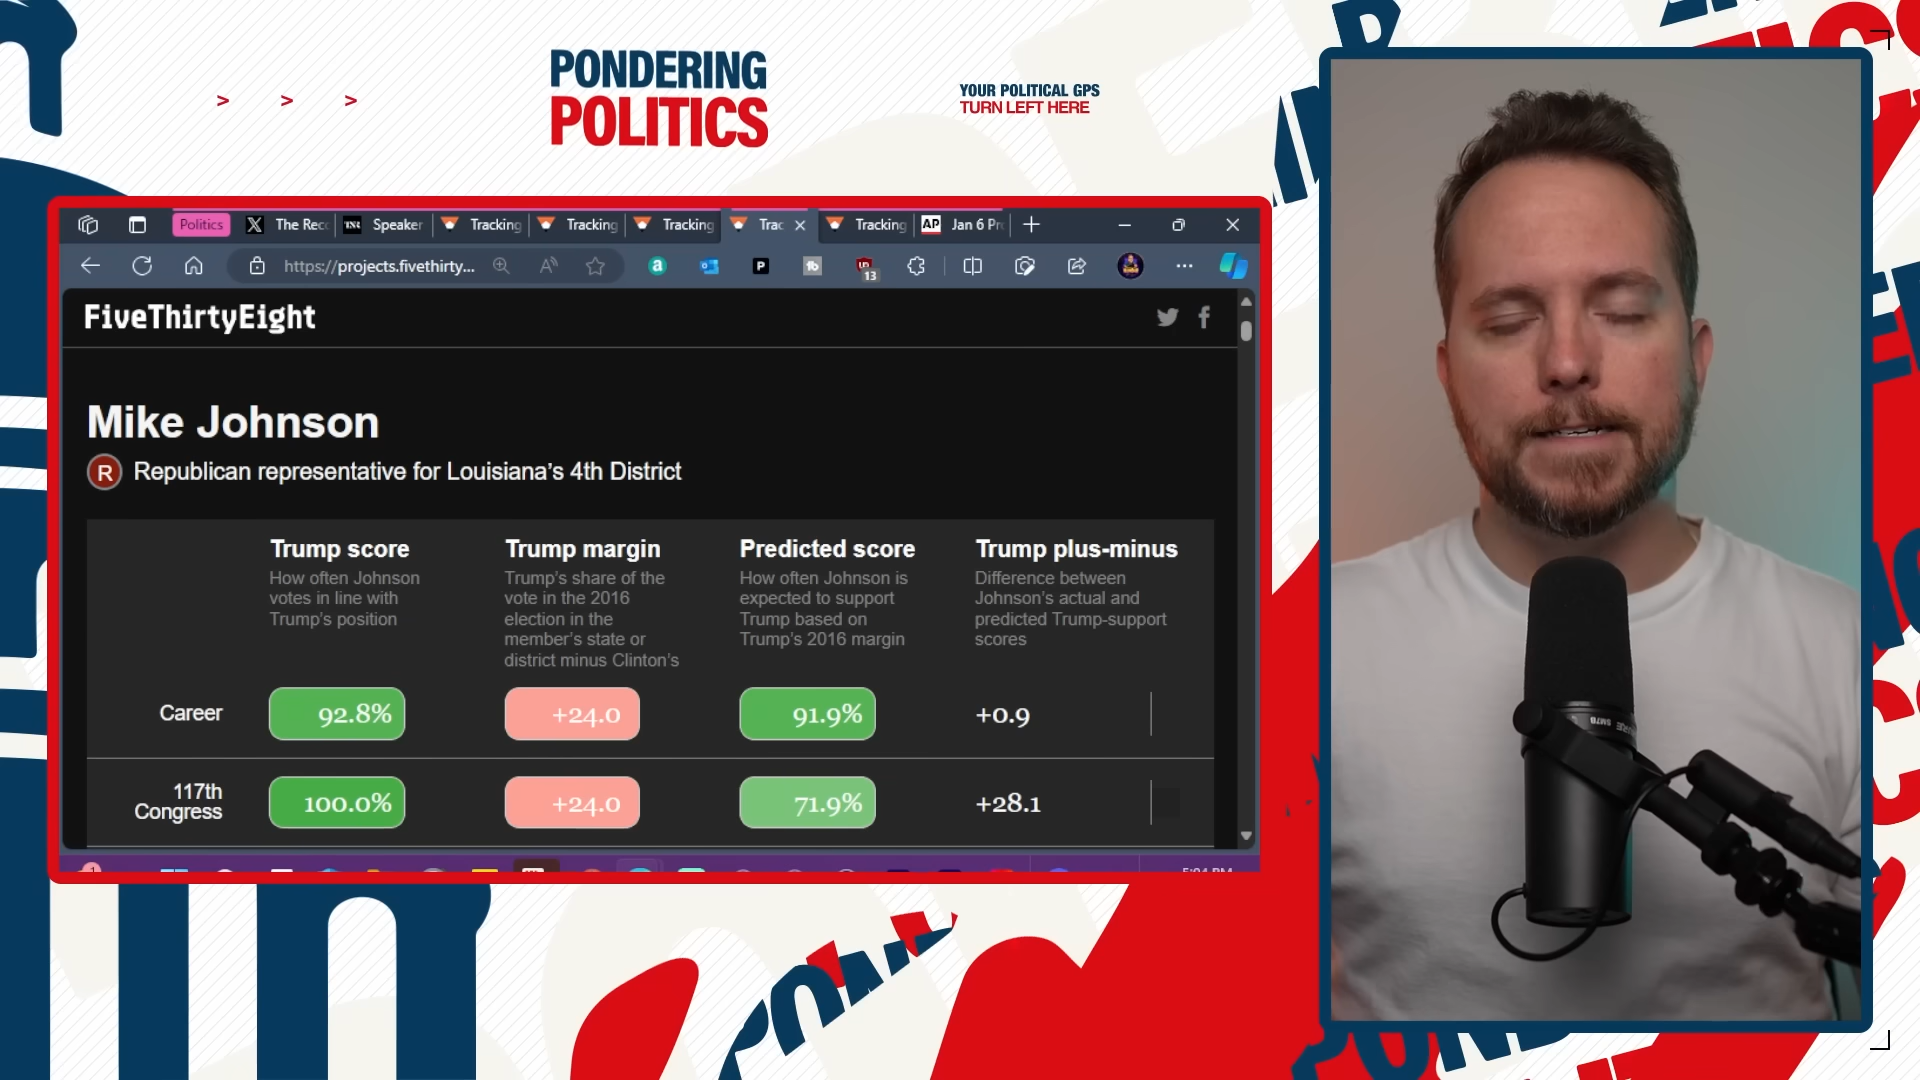 > > >
PONDERING
POLITICS
YOUR POLITICAL GPS
TURN LEFT HERE
Politics
X The Rec
Speaker
Tracking
Tracking
Tracking
Trac
Tracking
AP Jan 6 Pr
https://projects.fivethirty...
a
P
13
FiveThirtyEight
Mike Johnson
R Republican representative for Louisiana’s 4th District
Trump score
How often Johnson
votes in line with
Trump’s position
Trump margin
Trump’s share of the
vote in the 2016
election in the
member’s state or
district minus Clinton’s
Predicted score
How often Johnson is
expected to support
Trump based on
Trump’s 2016 margin
Trump plus-minus
Difference between
Johnson’s actual and
predicted Trump-support
scores
Career 92.8% +24.0 91.9% +0.9
117th
Congress 100.0% +24.0 71.9% +28.1